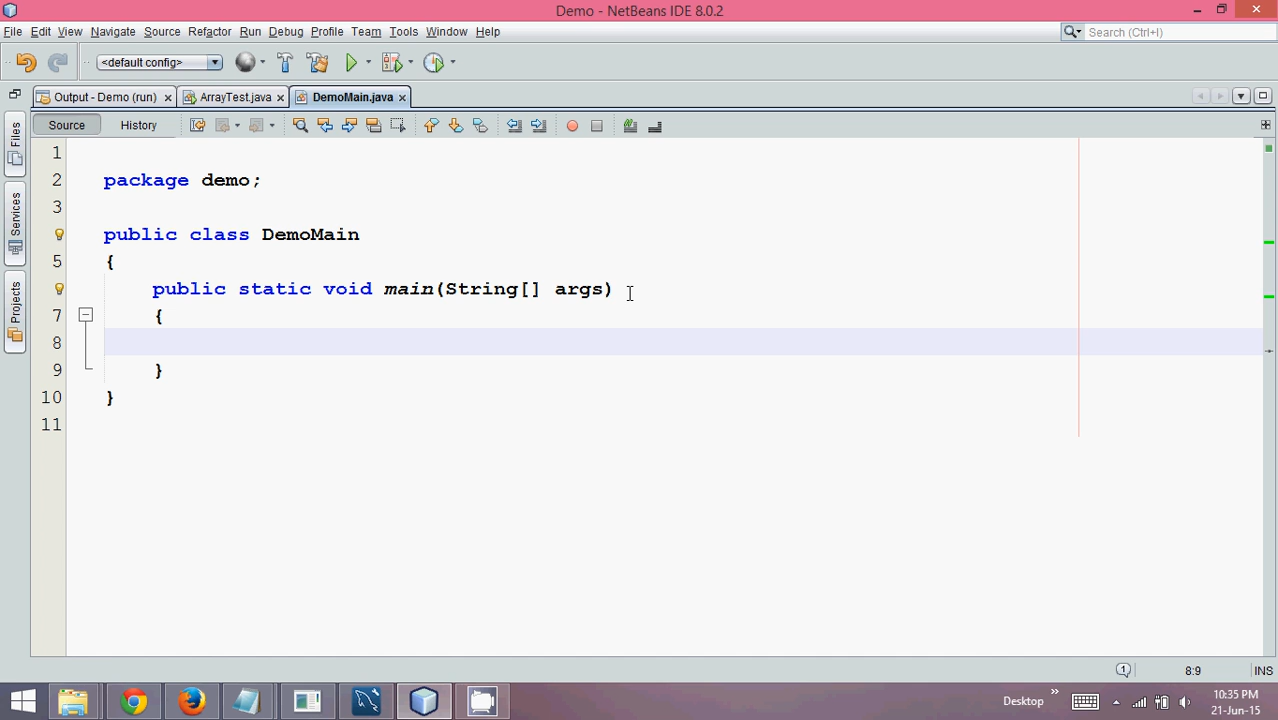 Demo - NetBeans IDE 8.0.2
File Edit View Navigate Source Refactor Run Debug Profile Team Tools Window Help
Search (Ctrl+I)
<default config>
Output - Demo (run) ArrayTest.java DemoMain.java
Source History
Files
Services
Projects
1
2 package demo;
3
public class DemoMain
5 {
public static void main(String[] args)
7 {
8
9 }
10 }
11
1 8:9 INS
Desktop 10:35 PM
21-Jun-15